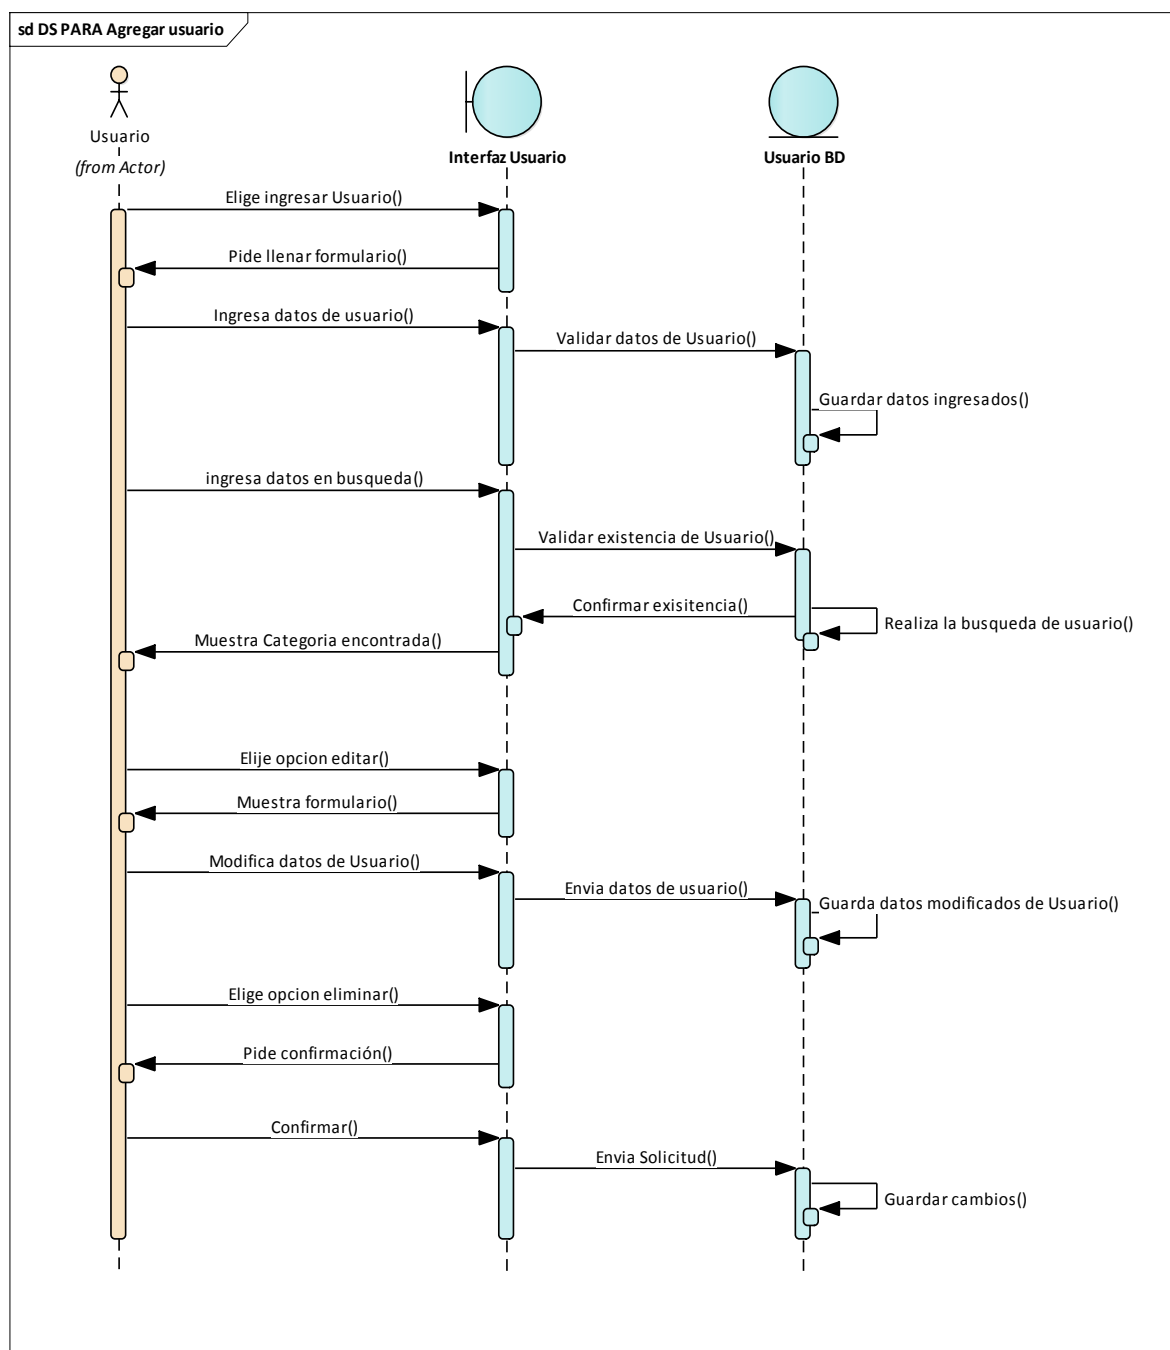 sd DS PARA Agregar usuario
Usuario
(from Actor)
Interfaz Usuario
Usuario BD
Elige ingresar Usuario()
Pide llenar formulario()
Ingresa datos de usuario()
Validar datos de Usuario()
Guardar datos ingresados()
ingresa datos en busqueda()
Validar existencia de Usuario()
Confirmar exisitencia()
Realiza la busqueda de usuario()
Muestra Categoria encontrada()
Elije opcion editar()
Muestra formulario()
Modifica datos de Usuario()
Envia datos de usuario()
Guarda datos modificados de Usuario()
Elige opcion eliminar()
Pide confirmación()
Confirmar()
Envia Solicitud()
Guardar cambios()